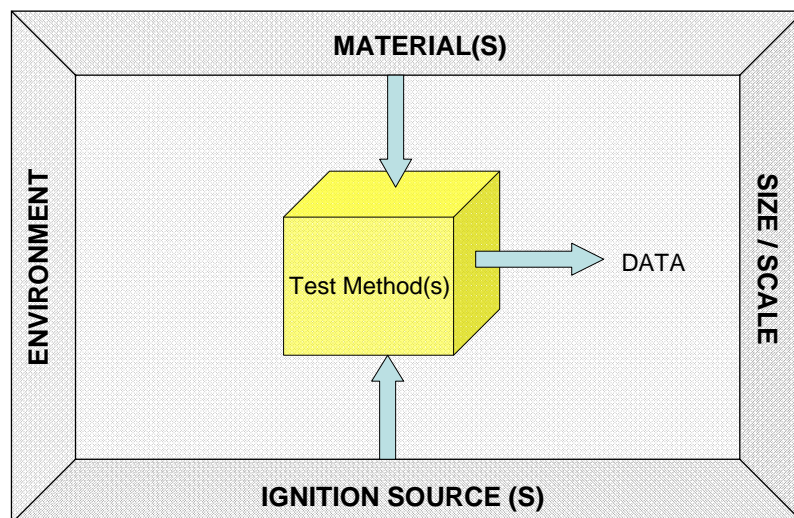 MATERIAL(S)
ENVIRONMENT
Test Method(s)
DATA
SIZE / SCALE
IGNITION SOURCE (S)